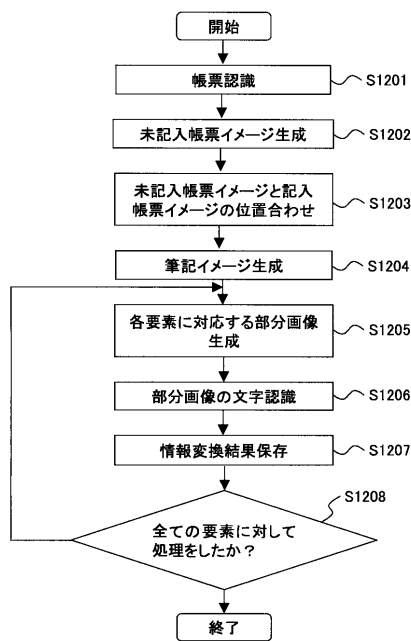 開始
帳票認識
S1201
未記入帳票イメージ生成
S1202
未記入帳票イメージと記入
帳票イメージの位置合わせ
S1203
筆記イメージ生成
S1204
各要素に対応する部分画像
生成
S1205
部分画像の文字認識
S1206
情報変換結果保存
S1207
S1208
全ての要素に対して
処理をしたか？
終了